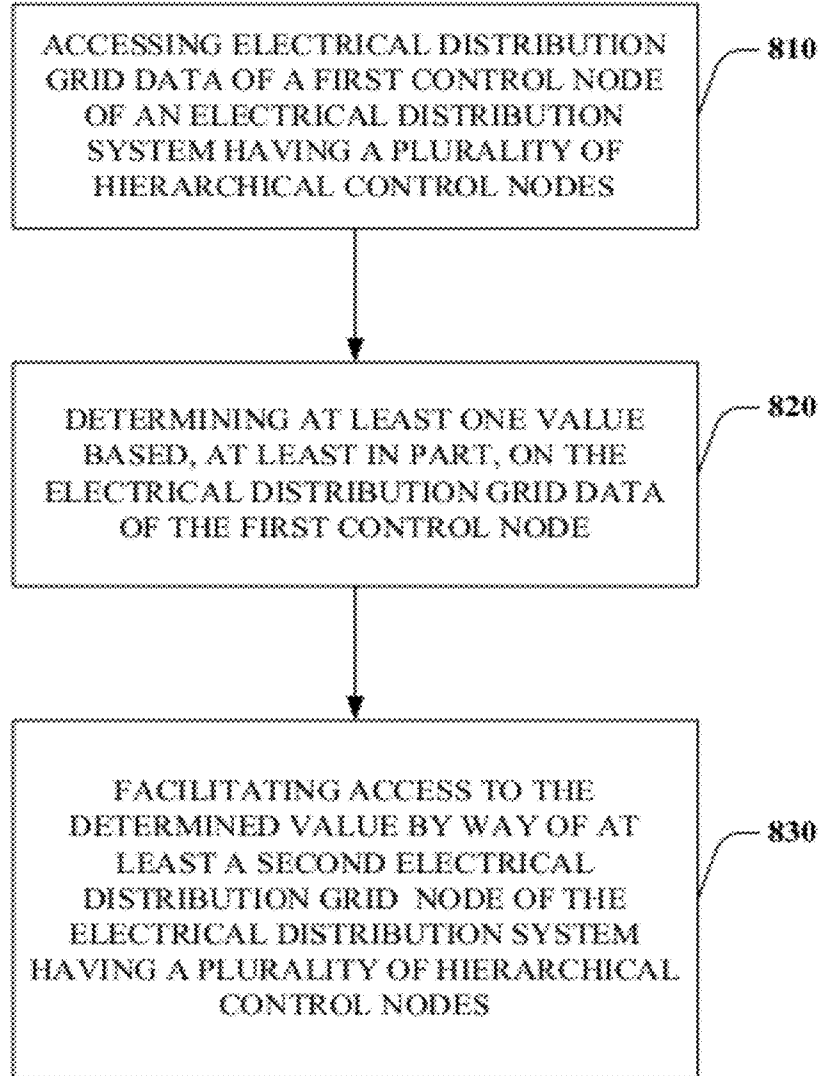 ACCESSING ELECTRICAL DISTRIBUTION
GRID DATA OF A FIRST CONTROL NODE
OF AN ELECTRICAL DISTRIBUTION
SYSTEM HAVING A PLURALITY OF
HIERARCHICAL CONTROL NODES
810
DETERMINING AT LEAST ONE VALUE
BASED, AT LEAST IN PART, ON THE
ELECTRICAL DISTRIBUTION GRID DATA
OF THE FIRST CONTROL NODE
820
FACILITATING ACCESS TO THE
DETERMINED VALUE BY WAY OF AT
LEAST A SECOND ELECTRICAL
DISTRIBUTION GRID NODE OF THE
ELECTRICAL DISTRIBUTION SYSTEM
HAVING A PLURALITY OF HIERARCHICAL
CONTROL NODES
830